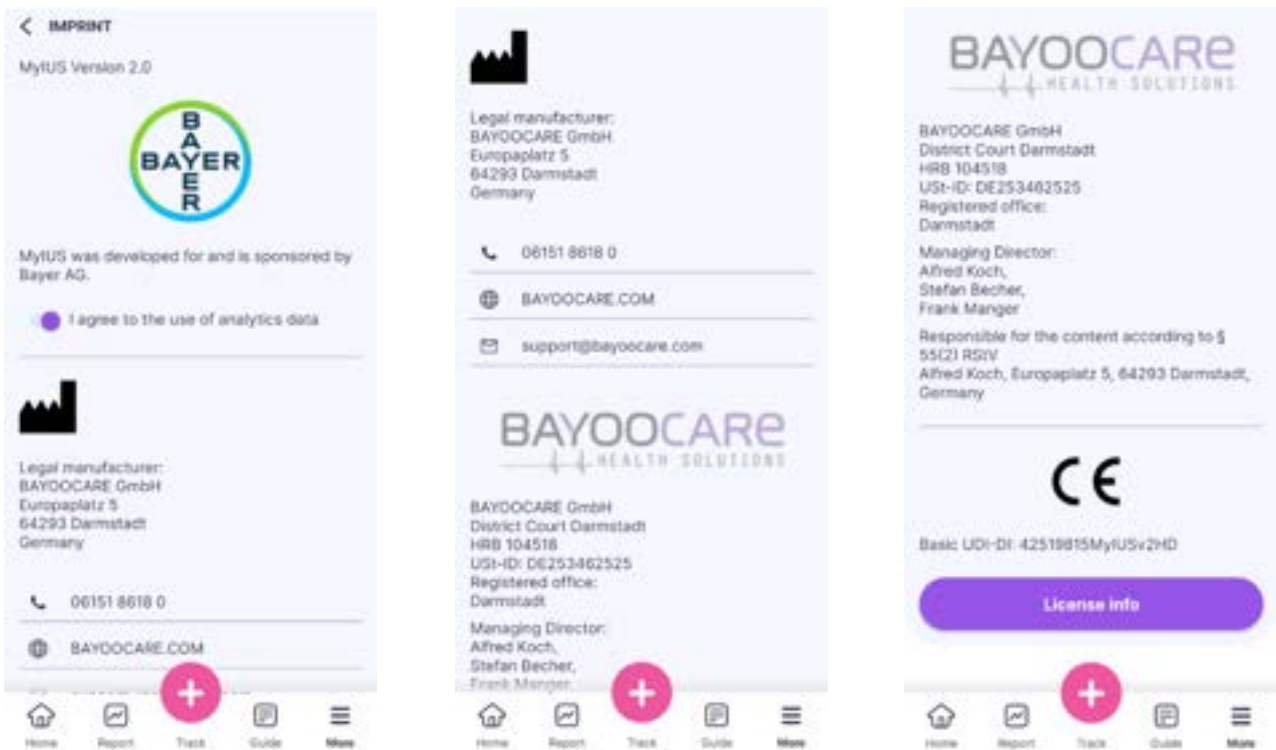 IMPRINT
MyIUS Version 2.0
BAYER
BAYER
MyIUS was developed for and is sponsored by
Bayer AG.
I agree to the use of analytics data
Legal manufacturer:
BAYOOCARE GmbH
Europaplatz 5
64293 Darmstadt
Germany
06151 8618 0
BAYOOCARE.COM
Home
Report
Track
Guide
More
Legal manufacturer:
BAYOOCARE GmbH
Europaplatz 5
64293 Darmstadt
Germany
06151 8618 0
BAYOOCARE.COM
support@bayoocare.com
BAYOOCARE
HEALTH SOLUTIONS
BAYOOCARE GmbH
District Court Darmstadt
HRB 104518
USt-ID: DE253462525
Registered office:
Darmstadt
Managing Director:
Alfred Koch,
Stefan Becher,
Frank Manger
Home
Report
Track
Guide
More
BAYOOCARE
HEALTH SOLUTIONS
BAYOOCARE GmbH
District Court Darmstadt
HRB 104518
USt-ID: DE253462525
Registered office:
Darmstadt
Managing Director:
Alfred Koch,
Stefan Becher,
Frank Manger
Responsible for the content according to §
55(2) RStV
Alfred Koch, Europaplatz 5, 64293 Darmstadt,
Germany
CE
Basic UDI-DI: 42519815MyIUSv2HD
License info
Home
Report
Track
Guide
More